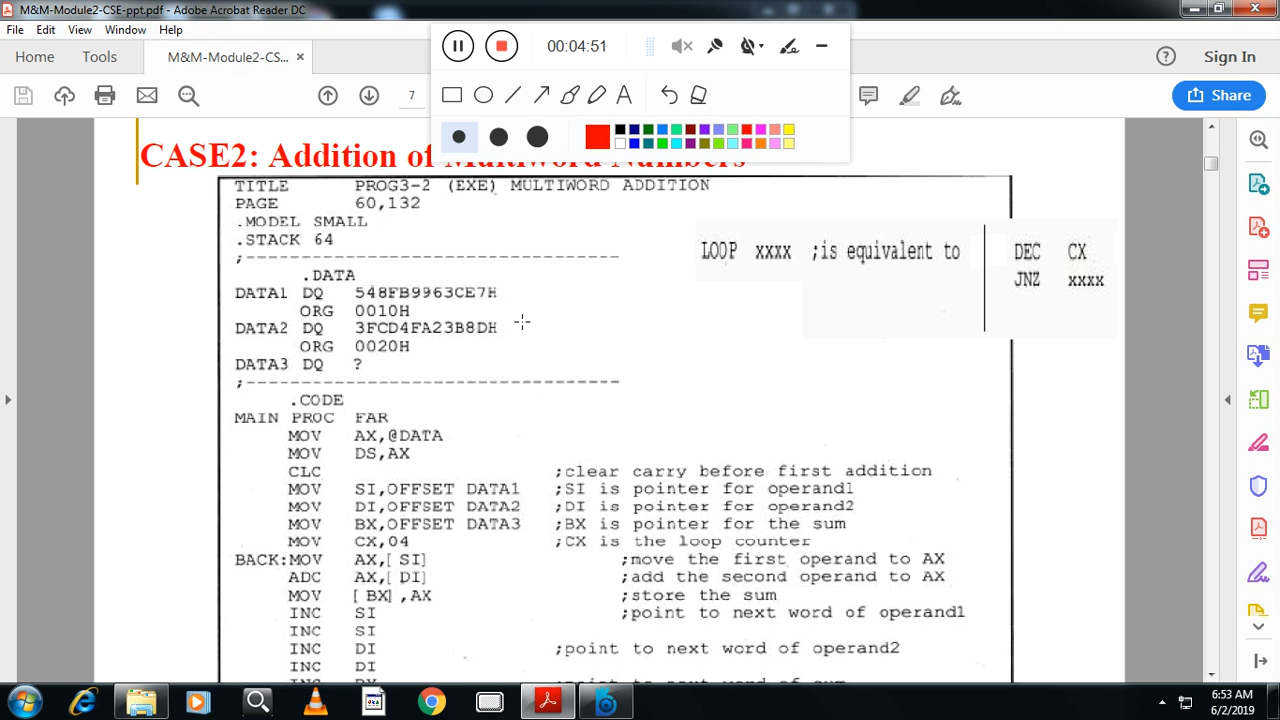 M&M-Module2-CSE-ppt.pdf - Adobe Acrobat Reader DC
File Edit View Window Help
Home Tools M&M-Module2-CS... ×
00:04:51
Sign In
7
A
Share
CASE2: Addition of Multiword Numbers
TITLE PROG3-2 (EXE) MULTIWORD ADDITION
PAGE 60,132
.MODEL SMALL
.STACK 64
;---------------------------------
.DATA
DATA1 DQ 548FB9963CE7H
ORG 0010H
DATA2 DQ 3FCD4FA23B8DH
ORG 0020H
DATA3 DQ ?
;---------------------------------
.CODE
MAIN PROC FAR
MOV AX,@DATA
MOV DS,AX
CLC ;clear carry before first addition
MOV SI,OFFSET DATA1 ;SI is pointer for operand1
MOV DI,OFFSET DATA2 ;DI is pointer for operand2
MOV BX,OFFSET DATA3 ;BX is pointer for the sum
MOV CX,04 ;CX is the loop counter
BACK:MOV AX,[SI] ;move the first operand to AX
ADC AX,[DI] ;add the second operand to AX
MOV [BX],AX ;store the sum
INC SI ;point to next word of operand1
INC SI
INC DI ;point to next word of operand2
INC DI
LOOP xxxx ;is equivalent to DEC CX
JNZ xxxx
6:53 AM
6/2/2019